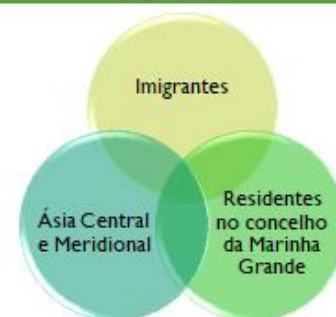 Imigrantes
Ásia Central
e Meridional
Residentes
no concelho
da Marinha
Grande